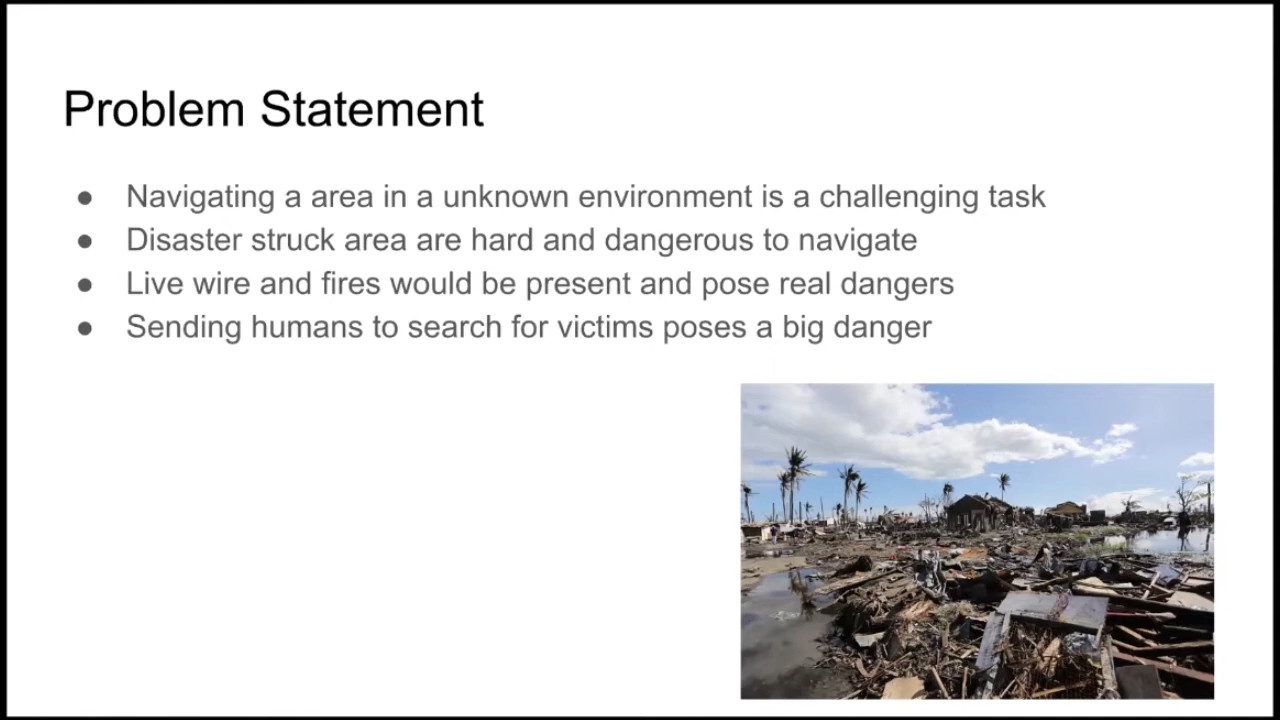 Problem Statement
● Navigating a area in a unknown environment is a challenging task
● Disaster struck area are hard and dangerous to navigate
● Live wire and fires would be present and pose real dangers
● Sending humans to search for victims poses a big danger